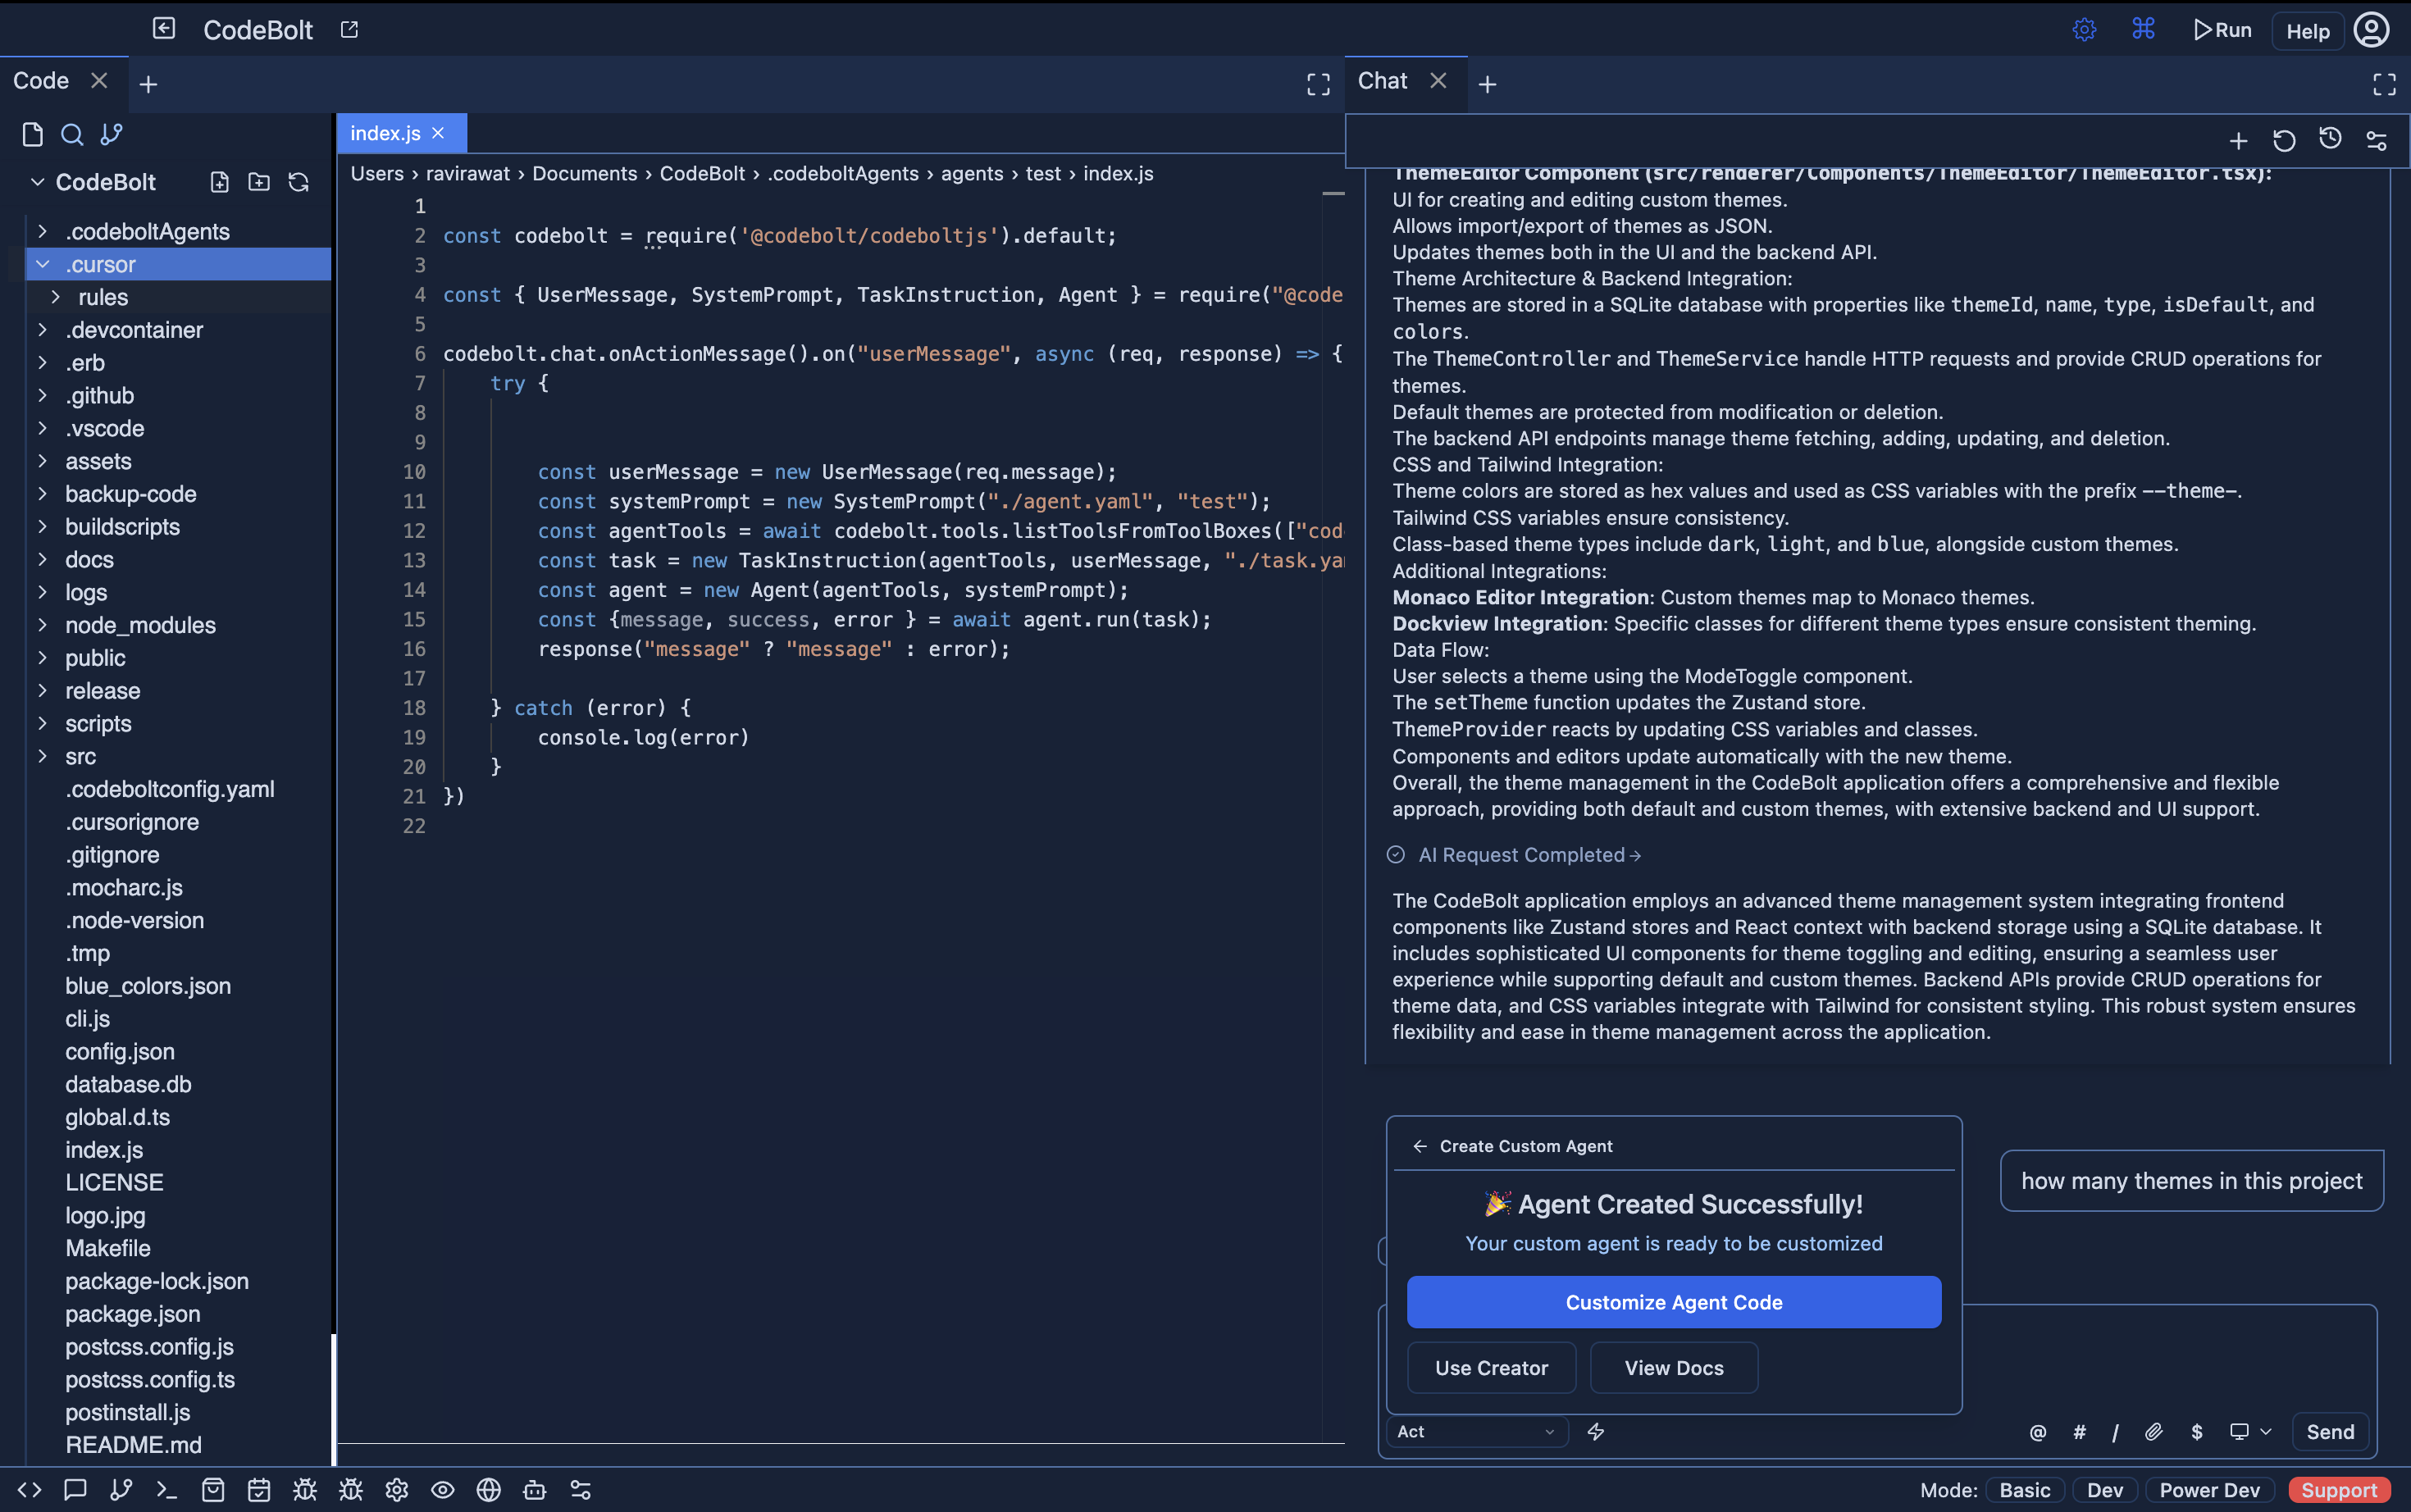 CodeBolt
Run
Help
Code
Chat
CodeBolt
.codeboltAgents
.cursor
rules
.devcontainer
.erb
.github
.vscode
assets
backup-code
buildscripts
docs
logs
node_modules
public
release
scripts
src
.codeboltconfig.yaml
.cursorignore
.gitignore
.mocharc.js
.node-version
.tmp
blue_colors.json
cli.js
config.json
database.db
global.d.ts
index.js
LICENSE
logo.jpg
Makefile
package-lock.json
package.json
postcss.config.js
postcss.config.ts
postinstall.js
README.md
index.js
Users › ravirawat › Documents › CodeBolt › .codeboltAgents › agents › test › index.js
1
2 const codebolt = require('@codebolt/codeboltjs').default;
3
4 const { UserMessage, SystemPrompt, TaskInstruction, Agent } = require("@code
5
6 codebolt.chat.onActionMessage().on("userMessage", async (req, response) => {
7 try {
8
9
10 const userMessage = new UserMessage(req.message);
11 const systemPrompt = new SystemPrompt("./agent.yaml", "test");
12 const agentTools = await codebolt.tools.listToolsFromToolBoxes(["cod
13 const task = new TaskInstruction(agentTools, userMessage, "./task.ya
14 const agent = new Agent(agentTools, systemPrompt);
15 const {message, success, error } = await agent.run(task);
16 response("message" ? "message" : error);
17
18 } catch (error) {
19 console.log(error)
20 }
21 })
22
ThemeEditor Component (src/renderer/Components/ThemeEditor/ThemeEditor.tsx):
UI for creating and editing custom themes.
Allows import/export of themes as JSON.
Updates themes both in the UI and the backend API.
Theme Architecture & Backend Integration:
Themes are stored in a SQLite database with properties like themeId, name, type, isDefault, and
colors.
The ThemeController and ThemeService handle HTTP requests and provide CRUD operations for
themes.
Default themes are protected from modification or deletion.
The backend API endpoints manage theme fetching, adding, updating, and deletion.
CSS and Tailwind Integration:
Theme colors are stored as hex values and used as CSS variables with the prefix --theme-.
Tailwind CSS variables ensure consistency.
Class-based theme types include dark, light, and blue, alongside custom themes.
Additional Integrations:
Monaco Editor Integration: Custom themes map to Monaco themes.
Dockview Integration: Specific classes for different theme types ensure consistent theming.
Data Flow:
User selects a theme using the ModeToggle component.
The setTheme function updates the Zustand store.
ThemeProvider reacts by updating CSS variables and classes.
Components and editors update automatically with the new theme.
Overall, the theme management in the CodeBolt application offers a comprehensive and flexible
approach, providing both default and custom themes, with extensive backend and UI support.
AI Request Completed→
The CodeBolt application employs an advanced theme management system integrating frontend
components like Zustand stores and React context with backend storage using a SQLite database. It
includes sophisticated UI components for theme toggling and editing, ensuring a seamless user
experience while supporting default and custom themes. Backend APIs provide CRUD operations for
theme data, and CSS variables integrate with Tailwind for consistent styling. This robust system ensures
flexibility and ease in theme management across the application.
how many themes in this project
← Create Custom Agent
🎉 Agent Created Successfully!
Your custom agent is ready to be customized
Customize Agent Code
Use Creator
View Docs
Act
@ # / $
Send
Mode: Basic Dev Power Dev Support